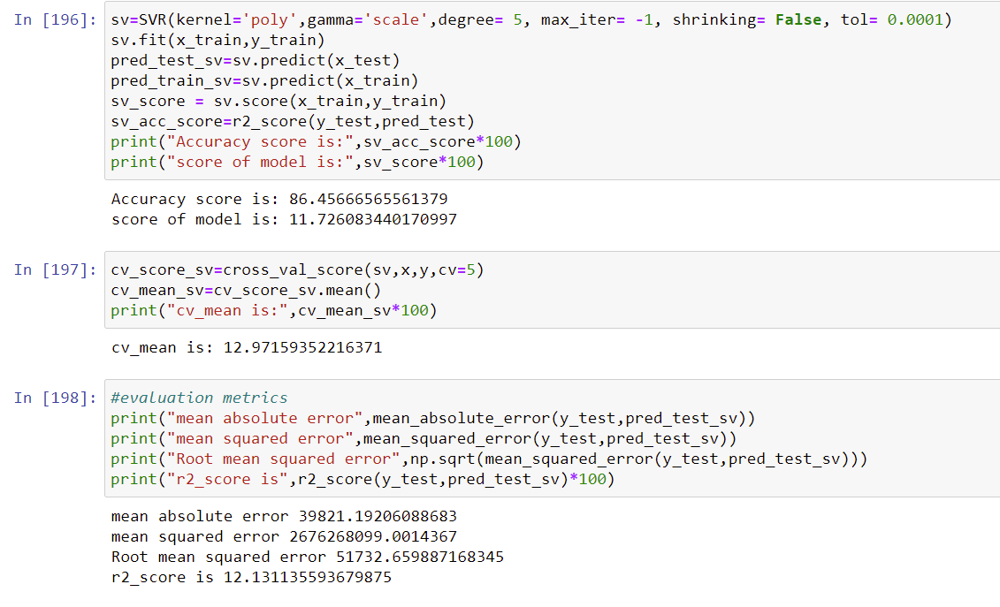 In [196]: sv=SVR(kernel='poly',gamma='scale',degree= 5, max_iter= -1, shrinking= False, tol= 0.0001)
sv.fit(x_train,y_train)
pred_test_sv=sv.predict(x_test)
pred_train_sv=sv.predict(x_train)
sv_score = sv.score(x_train,y_train)
sv_acc_score=r2_score(y_test,pred_test)
print("Accuracy score is:",sv_acc_score*100)
print("score of model is:",sv_score*100)
Accuracy score is: 86.45666565561379
score of model is: 11.726083440170997
In [197]: cv_score_sv=cross_val_score(sv,x,y,cv=5)
cv_mean_sv=cv_score_sv.mean()
print("cv_mean is:",cv_mean_sv*100)
cv_mean is: 12.97159352216371
In [198]: #evaluation metrics
print("mean absolute error",mean_absolute_error(y_test,pred_test_sv))
print("mean squared error",mean_squared_error(y_test,pred_test_sv))
print("Root mean squared error",np.sqrt(mean_squared_error(y_test,pred_test_sv)))
print("r2_score is",r2_score(y_test,pred_test_sv)*100)
mean absolute error 39821.19206088683
mean squared error 2676268099.0014367
Root mean squared error 51732.659887168345
r2_score is 12.131135593679875